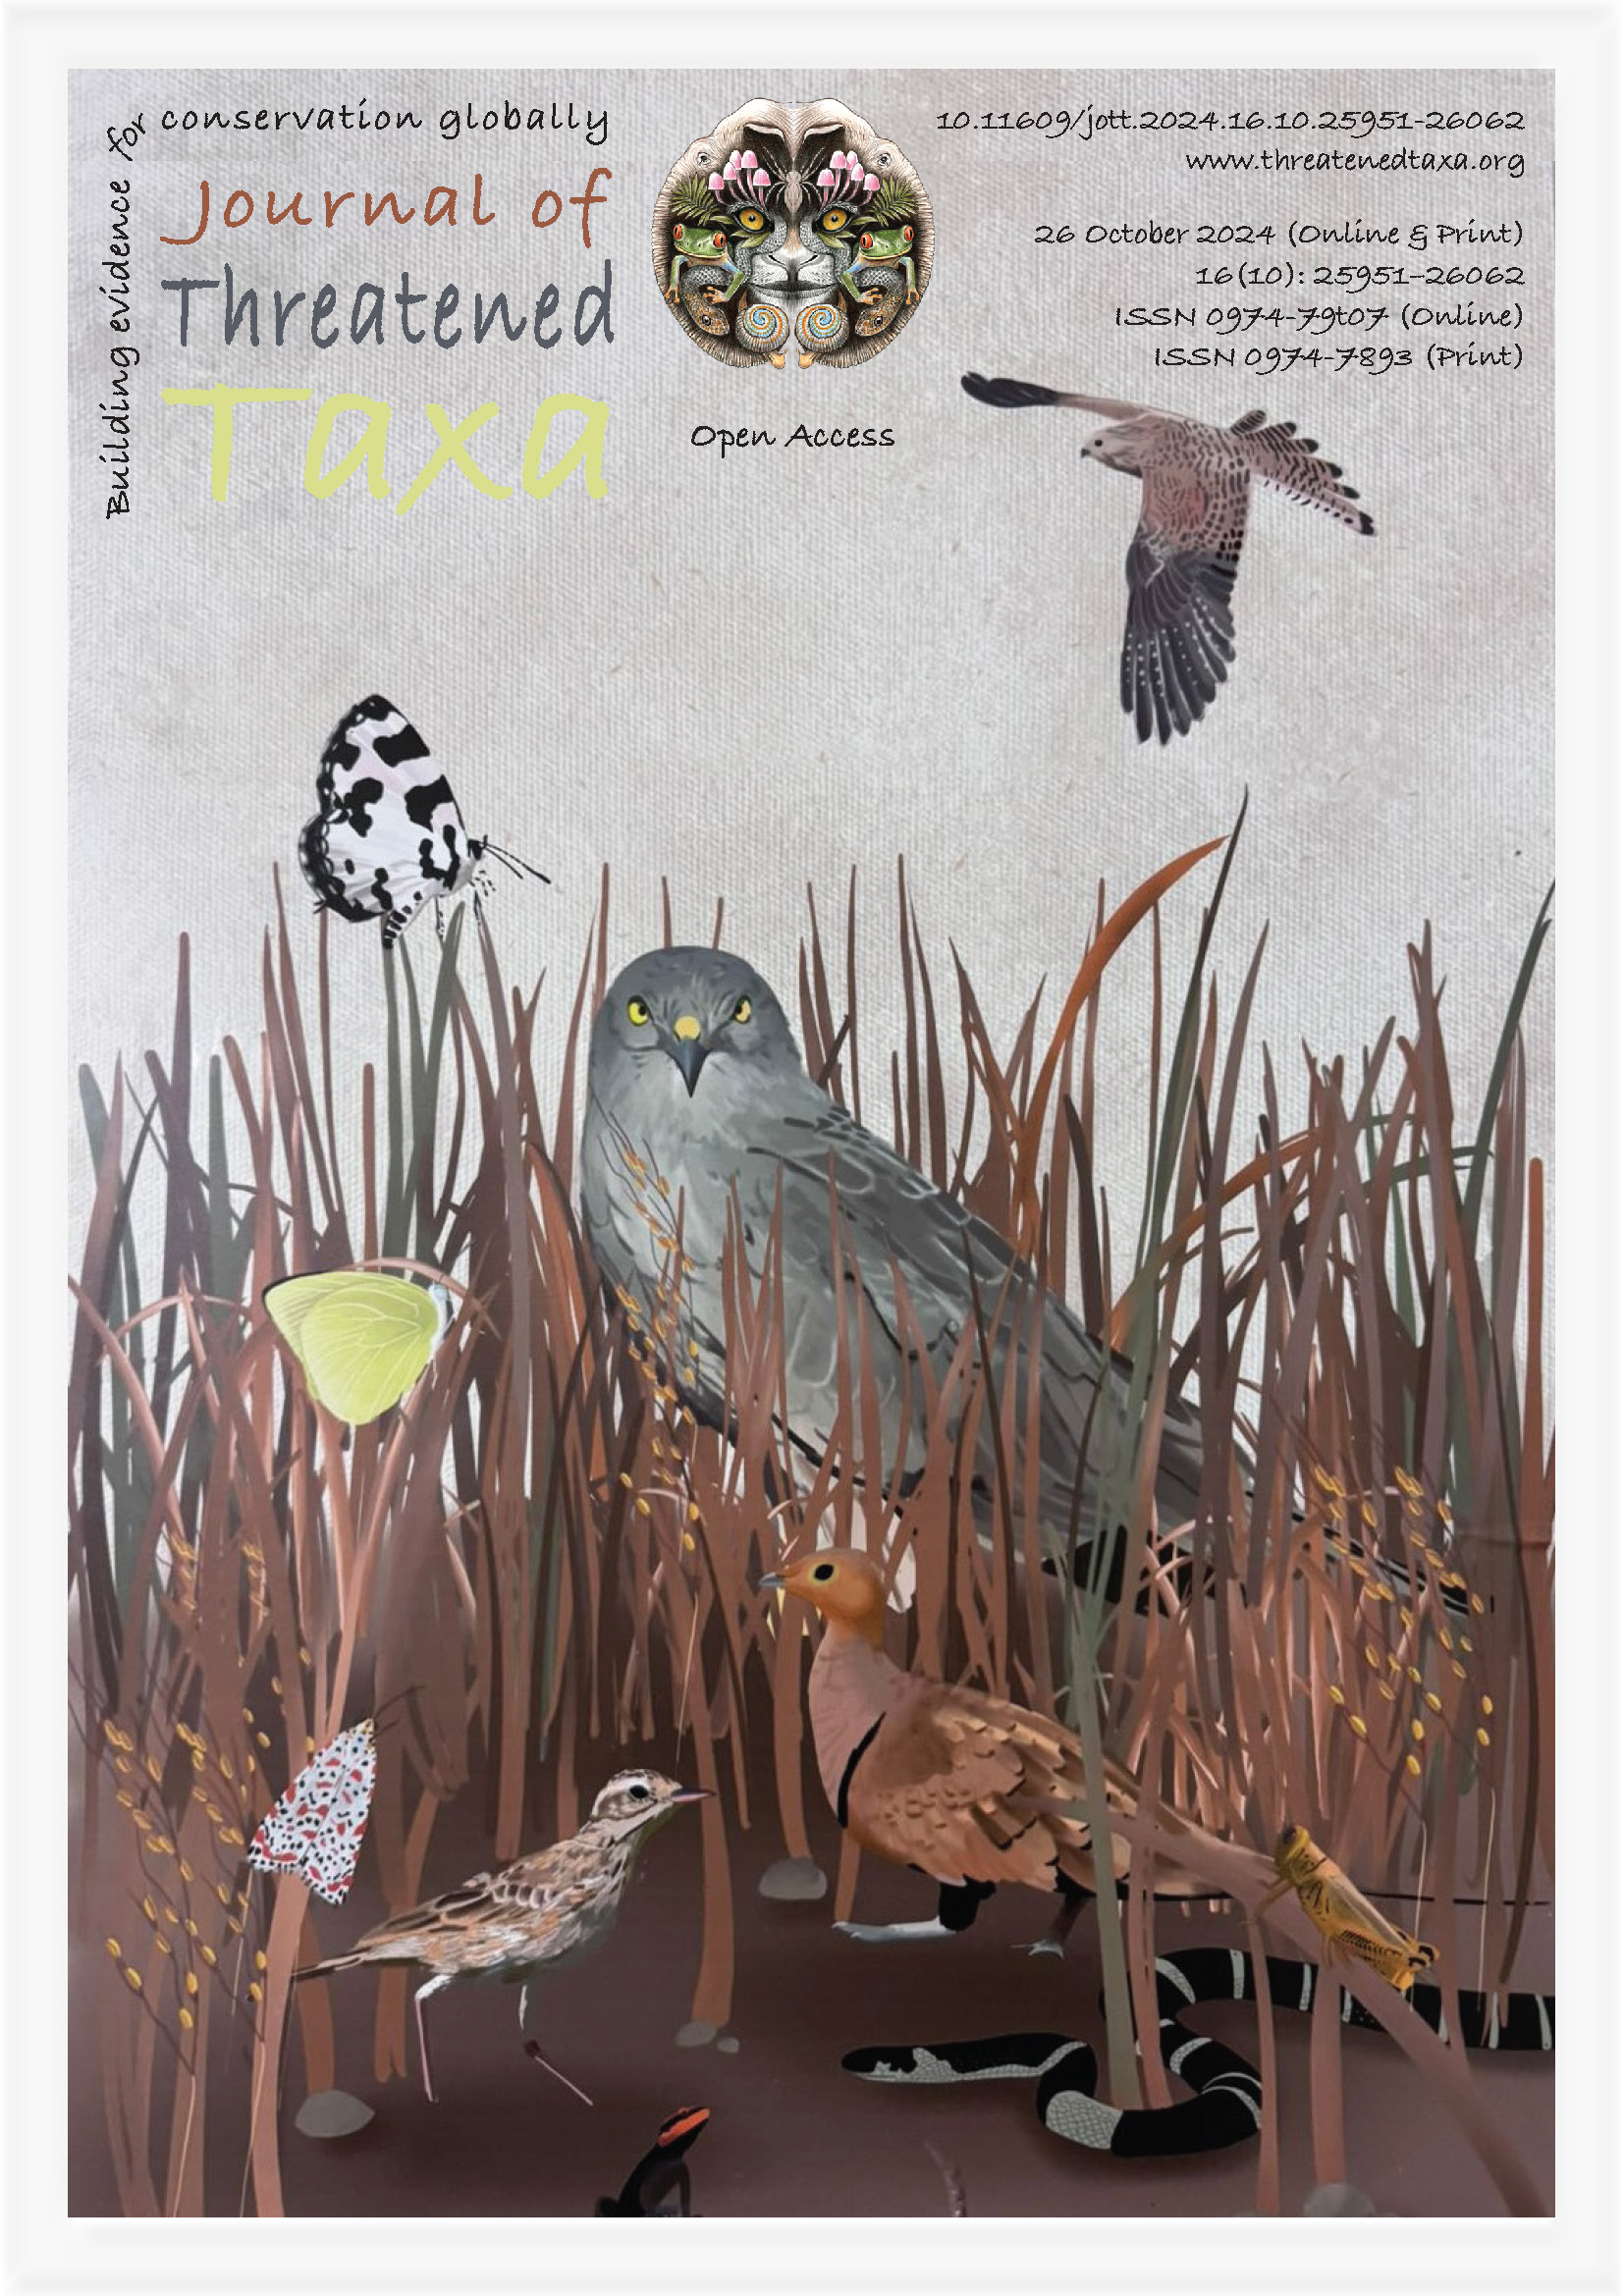 Building evidence for conservation globally
Journal of
Threatened
Taxa
Open Access
10.11609/jott.2024.16.10.25951-26062
www.threatenedtaxa.org
26 October 2024 (Online & Print)
16(10): 25951–26062
ISSN 0974-79t07 (Online)
ISSN 0974-7893 (Print)